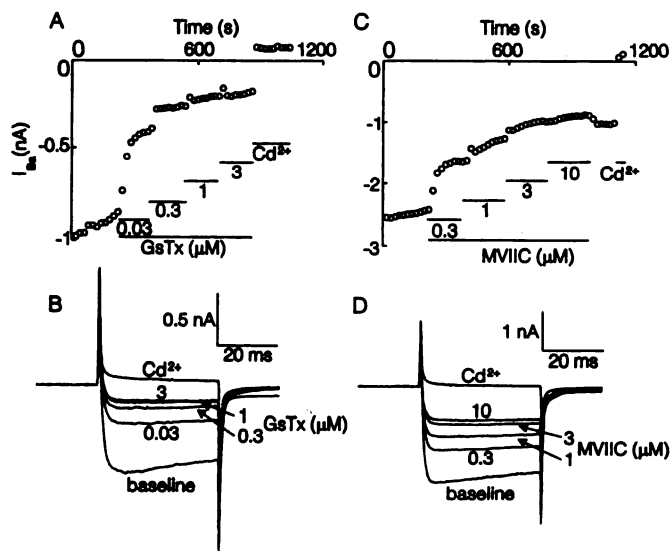 A
Time (s)
0
600
1200
0
-0.5
-1
I_Ba(nA)
0.03
0.3
1
3
Cd²⁺
GsTx (μM)
C
Time (s)
0
600
1200
0
-1
-2
-3
0.3
1
3
10
Cd²⁺
MVIIC (μM)
B
0.5 nA
20 ms
Cd²⁺
3
1
0.3
GsTx (μM)
0.03
baseline
D
1 nA
20 ms
Cd²⁺
10
3
MVIIC (μM)
1
0.3
baseline